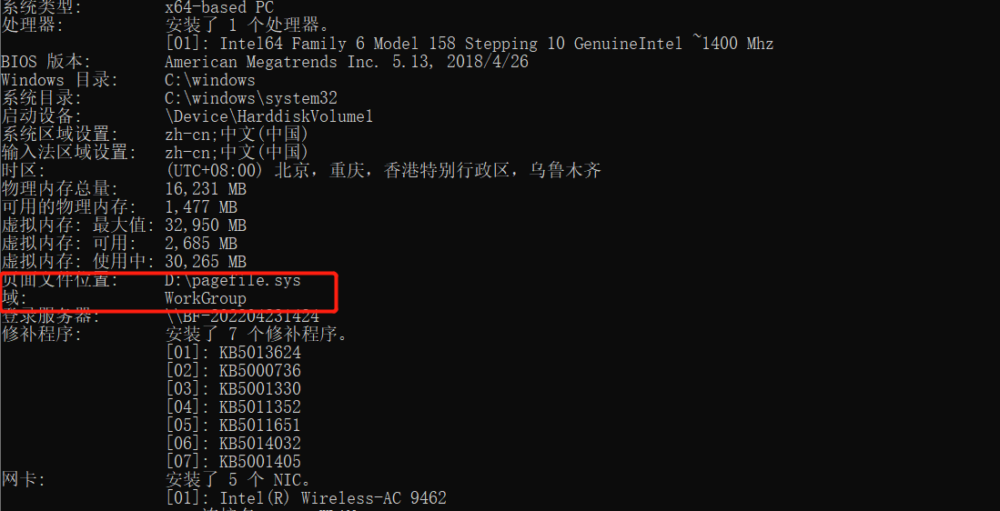 系统类型: x64-based PC
处理器: 安装了 1 个处理器。
[01]: Intel64 Family 6 Model 158 Stepping 10 GenuineIntel ~1400 Mhz
BIOS 版本: American Megatrends Inc. 5.13, 2018/4/26
Windows 目录: C:\windows
系统目录: C:\windows\system32
启动设备: \Device\HarddiskVolume1
系统区域设置: zh-cn;中文(中国)
输入法区域设置: zh-cn;中文(中国)
时区: (UTC+08:00) 北京，重庆，香港特别行政区，乌鲁木齐
物理内存总量: 16,231 MB
可用的物理内存: 1,477 MB
虚拟内存: 最大值: 32,950 MB
虚拟内存: 可用: 2,685 MB
虚拟内存: 使用中: 30,265 MB
页面文件位置: D:\pagefile.sys
域: WorkGroup
登录服务器: \\BF-202204231424
修补程序: 安装了 7 个修补程序。
[01]: KB5013624
[02]: KB5000736
[03]: KB5001330
[04]: KB5011352
[05]: KB5011651
[06]: KB5014032
[07]: KB5001405
网卡: 安装了 5 个 NIC。
[01]: Intel(R) Wireless-AC 9462